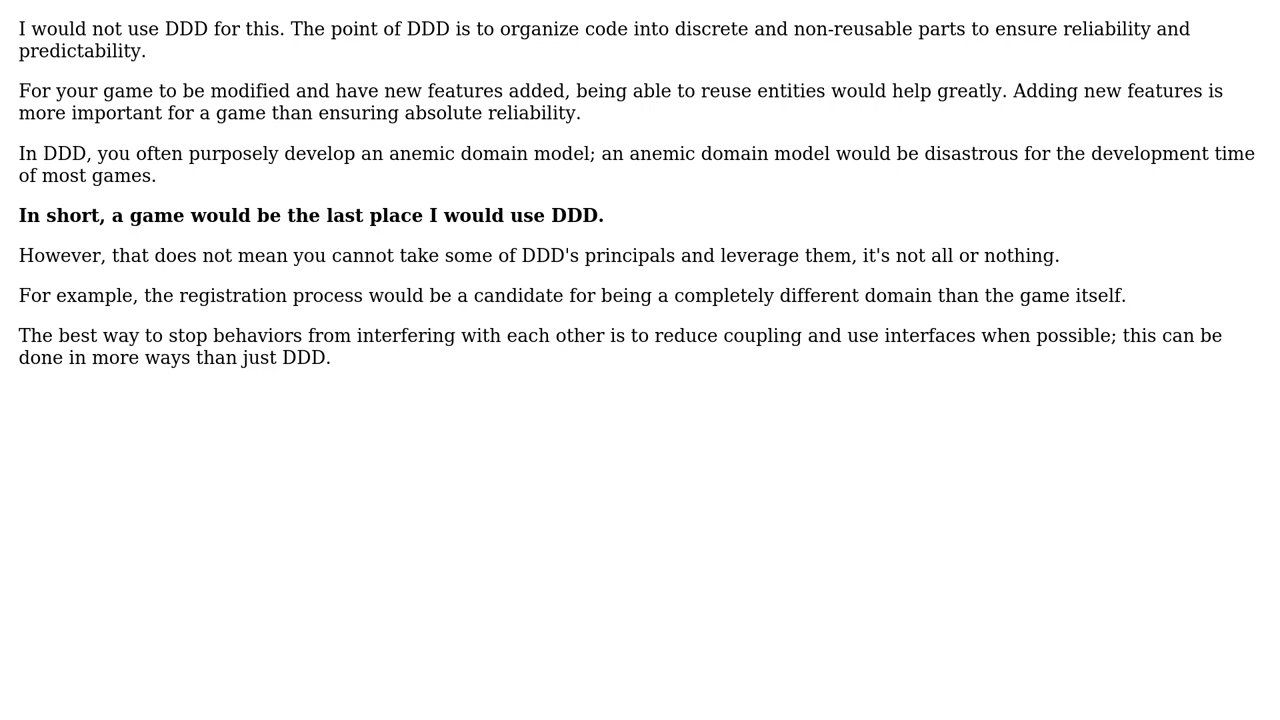 I would not use DDD for this. The point of DDD is to organize code into discrete and non-reusable parts to ensure reliability and
predictability.
For your game to be modified and have new features added, being able to reuse entities would help greatly. Adding new features is
more important for a game than ensuring absolute reliability.
In DDD, you often purposely develop an anemic domain model; an anemic domain model would be disastrous for the development time
of most games.
In short, a game would be the last place I would use DDD.
However, that does not mean you cannot take some of DDD's principals and leverage them, it's not all or nothing.
For example, the registration process would be a candidate for being a completely different domain than the game itself.
The best way to stop behaviors from interfering with each other is to reduce coupling and use interfaces when possible; this can be
done in more ways than just DDD.